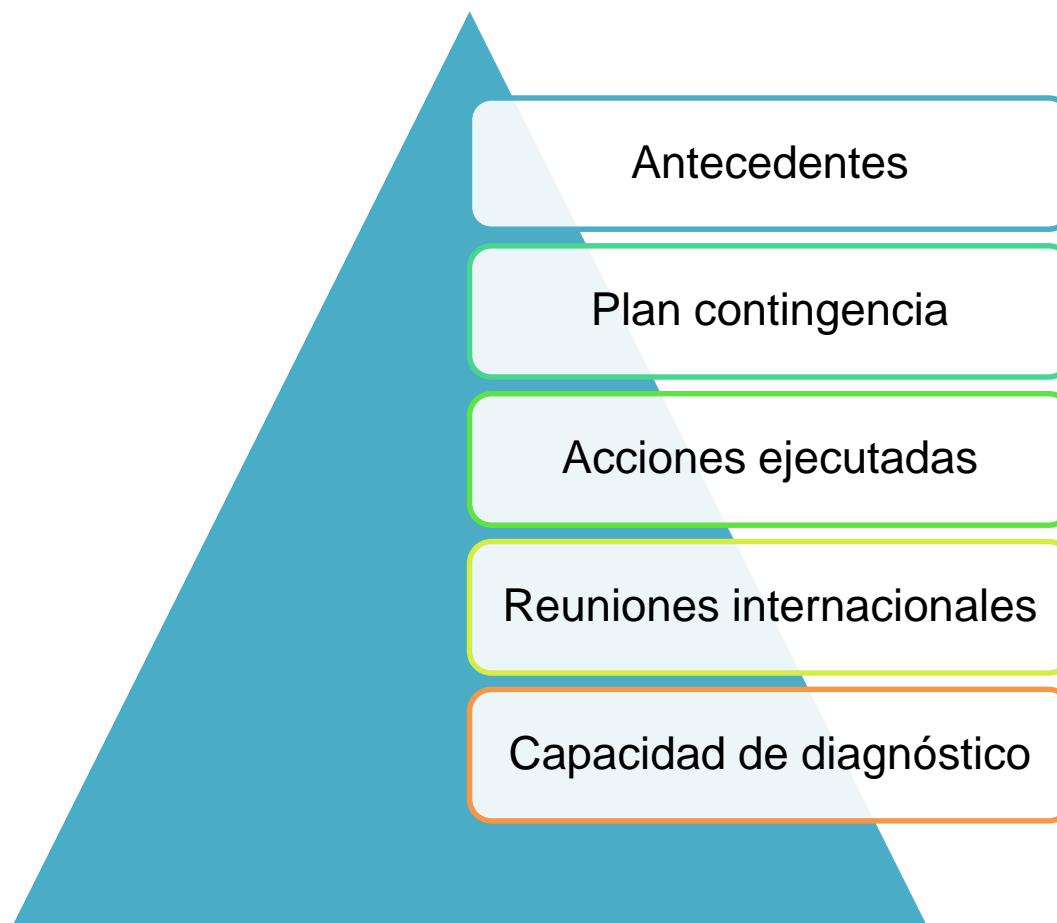 Antecedentes
Plan contingencia
Acciones ejecutadas
Reuniones internacionales
Capacidad de diagnóstico